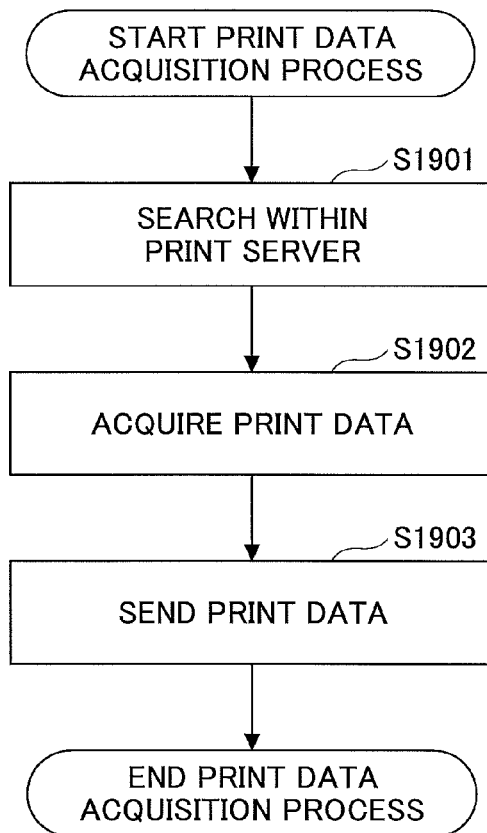 START PRINT DATA
ACQUISITION PROCESS
S1901
SEARCH WITHIN
PRINT SERVER
S1902
ACQUIRE PRINT DATA
S1903
SEND PRINT DATA
END PRINT DATA
ACQUISITION PROCESS